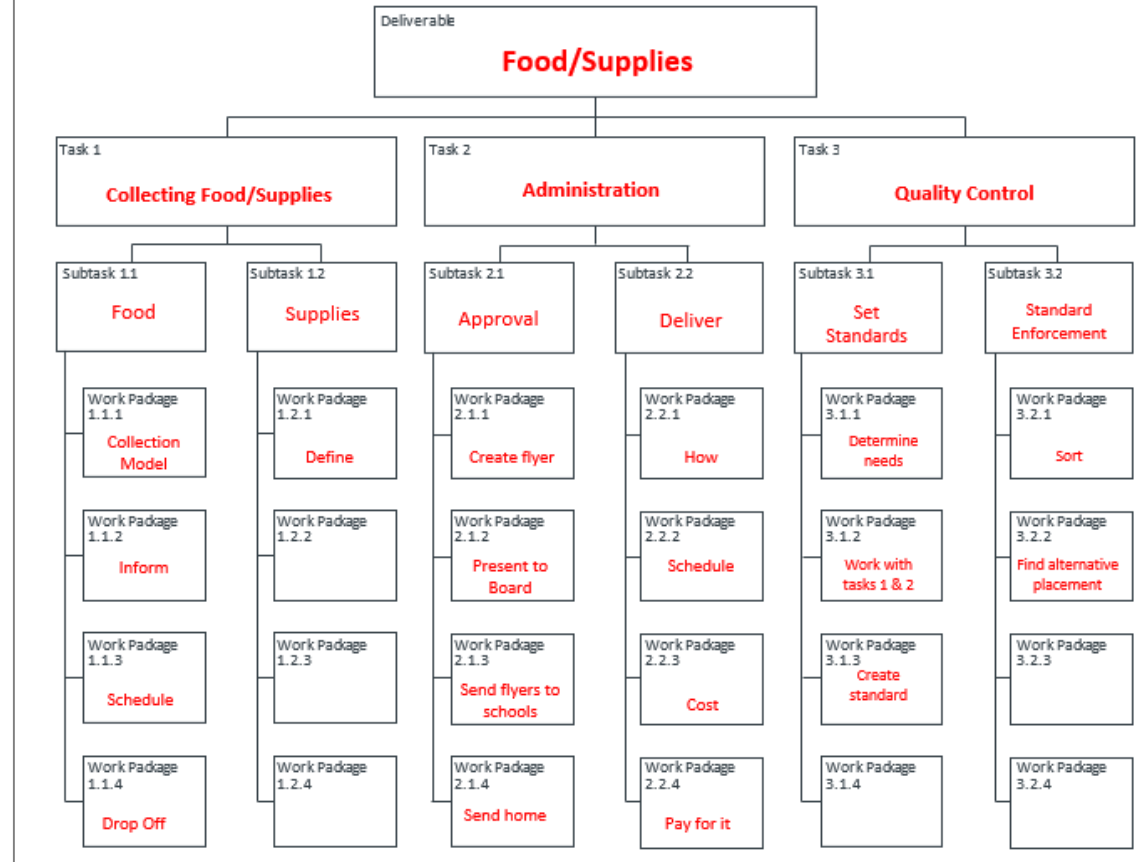 Deliverable
Food/Supplies
Task 1
Collecting Food/Supplies
Task 2
Administration
Task 3
Quality Control
Subtask 1.1
Food
Subtask 1.2
Supplies
Subtask 2.1
Approval
Subtask 2.2
Deliver
Subtask 3.1
Set
Standards
Subtask 3.2
Standard
Enforcement
Work Package
1.1.1
Collection
Model
Work Package
1.2.1
Define
Work Package
2.1.1
Create flyer
Work Package
2.2.1
How
Work Package
3.1.1
Determine
needs
Work Package
3.2.1
Sort
Work Package
1.1.2
Inform
Work Package
1.2.2
Work Package
2.1.2
Present to
Board
Work Package
2.2.2
Schedule
Work Package
3.1.2
Work with
tasks 1 & 2
Work Package
3.2.2
Find alternative
placement
Work Package
1.1.3
Schedule
Work Package
1.2.3
Work Package
2.1.3
Send flyers to
schools
Work Package
2.2.3
Cost
Work Package
3.1.3
Create
standard
Work Package
3.2.3
Work Package
1.1.4
Drop Off
Work Package
1.2.4
Work Package
2.1.4
Send home
Work Package
2.2.4
Pay for it
Work Package
3.1.4
Work Package
3.2.4